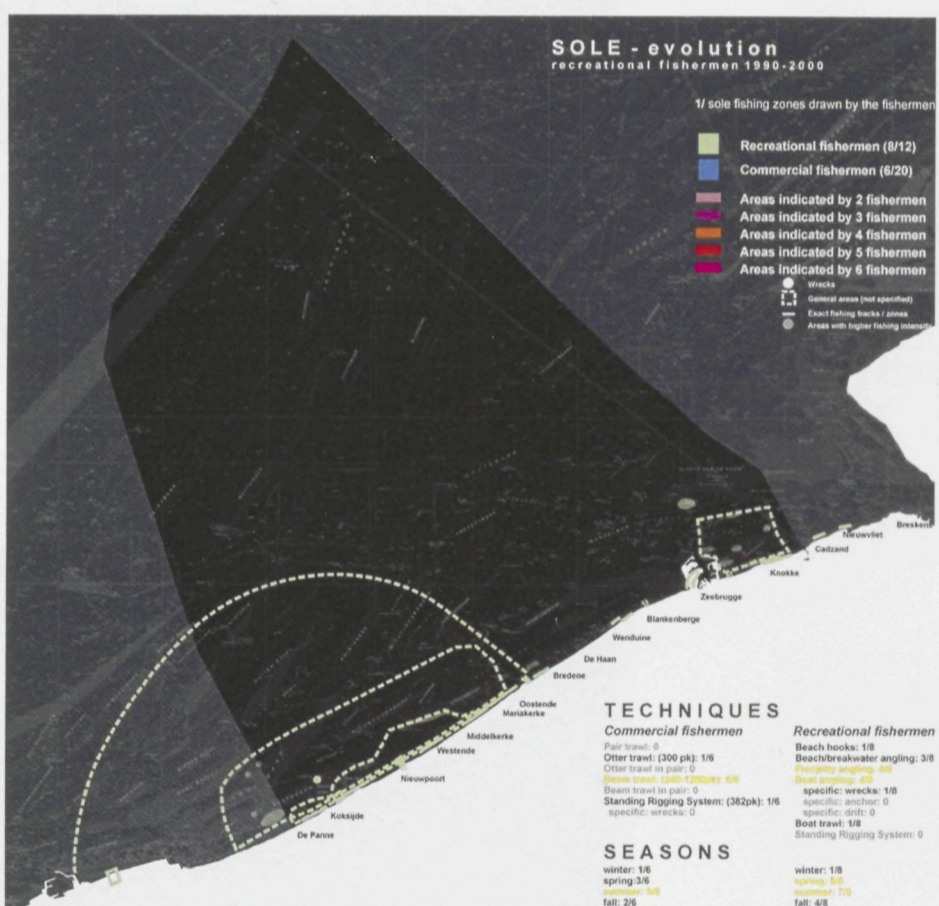 SOLE - evolution
recreational fishermen 1990-2000
1/ sole fishing zones drawn by the fishermen
Recreational fishermen (8/12)
Commercial fishermen (6/20)
Areas indicated by 2 fishermen
Areas indicated by 3 fishermen
Areas indicated by 4 fishermen
Areas indicated by 5 fishermen
Areas indicated by 6 fishermen
Wrecks
General areas (not specified)
Exact fishing tracks / zones
Areas with higher fishing intensity
Breskens
Nieuwvliet
Cadzand
Knokke
Zeebrugge
Blankenberge
Wenduine
De Haan
Bredene
Oostende
Mariakerke
Middelkerke
Westende
Nieuwpoort
Koksijde
De Panne
TECHNIQUES
Commercial fishermen
Pair trawl: 0
Otter trawl: (300 pk): 1/6
Otter trawl in pair: 0
Beam trawl: (240-1200pk): 6/6
Beam trawl in pair: 0
Standing Rigging System: (382pk): 1/6
specific: wrecks: 0
Recreational fishermen
Beach hooks: 1/8
Beach/breakwater angling: 3/8
angling:
Boat angling: 4/8
specific: wrecks: 1/8
specific: anchor: 0
specific: drift: 0
Boat trawl: 1/8
Standing Rigging System: 0
SEASONS
winter: 1/6
spring:3/6
summer: 5/6
fall: 2/6
winter: 1/8
spring: 5/8
summer: 7/8
fall: 4/8